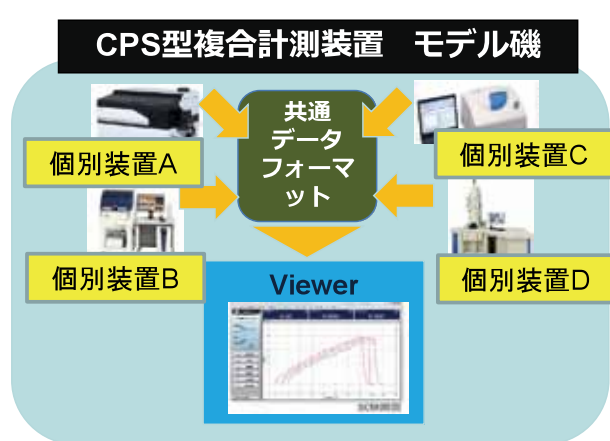 CPS型複合計測装置　モデル磯
共通
データ
フォーマ
ット
個別装置A
個別装置C
個別装置B
個別装置D
Viewer